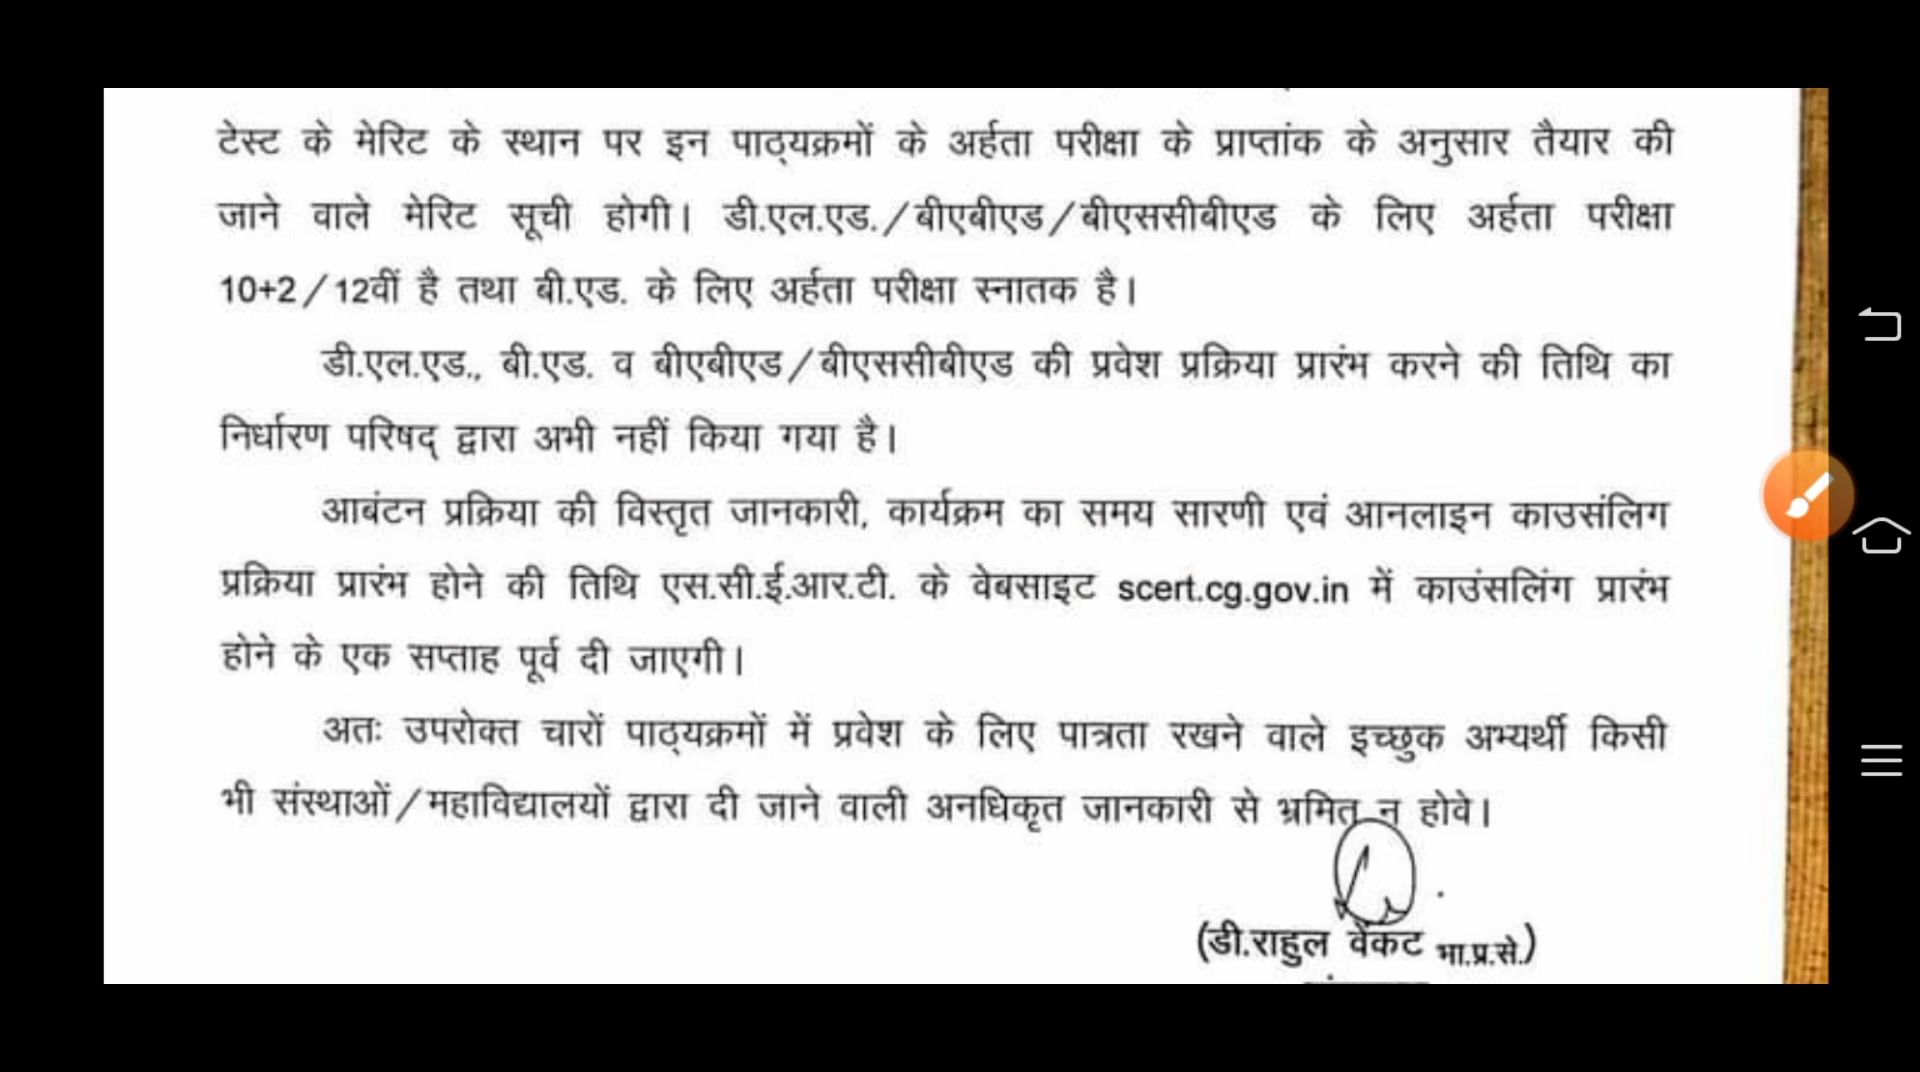 टेस्ट के मेरिट के स्थान पर इन पाठ्यक्रमों के अर्हता परीक्षा के प्राप्तांक के अनुसार तैयार की
जाने वाले मेरिट सूची होगी। डी.एल.एड./बीएबीएड/बीएससीबीएड के लिए अर्हता परीक्षा
10+2/12वीं है तथा बी.एड. के लिए अर्हता परीक्षा स्नातक है।
डी.एल.एड., बी.एड. व बीएबीएड/बीएससीबीएड की प्रवेश प्रक्रिया प्रारंभ करने की तिथि का
निर्धारण परिषद् द्वारा अभी नहीं किया गया है।
आबंटन प्रक्रिया की विस्तृत जानकारी, कार्यक्रम का समय सारणी एवं आनलाइन काउसंलिग
प्रक्रिया प्रारंभ होने की तिथि एस.सी.ई.आर.टी. के वेबसाइट scert.cg.gov.in में काउंसलिंग प्रारंभ
होने के एक सप्ताह पूर्व दी जाएगी।
अतः उपरोक्त चारों पाठ्यक्रमों में प्रवेश के लिए पात्रता रखने वाले इच्छुक अभ्यर्थी किसी
भी संस्थाओं/महाविद्यालयों द्वारा दी जाने वाली अनधिकृत जानकारी से भ्रमित न होवे।
(डी.राहुल वेंकट भा.प्र.से.)